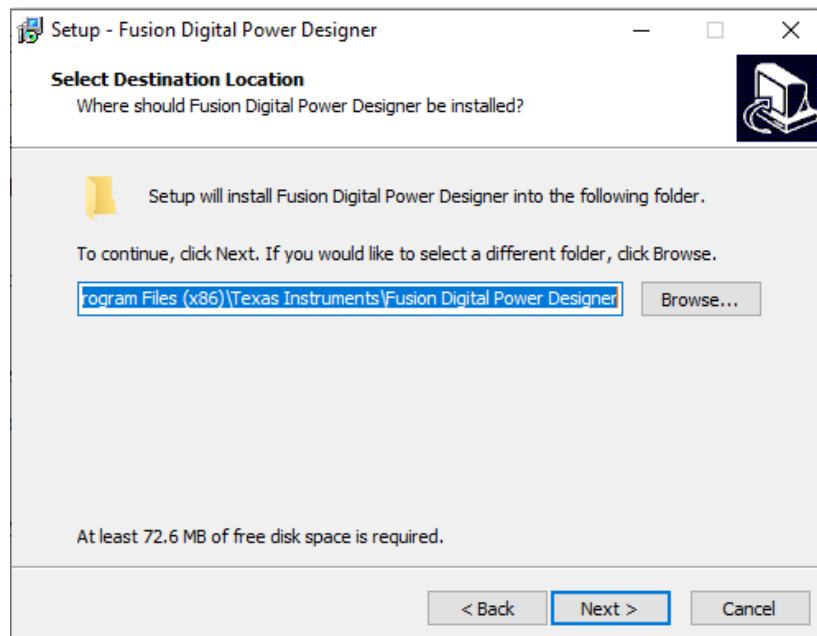 Setup - Fusion Digital Power Designer
Select Destination Location
Where should Fusion Digital Power Designer be installed?
Setup will install Fusion Digital Power Designer into the following folder.
To continue, click Next. If you would like to select a different folder, click Browse.
rogram Files (x86)\Texas Instruments\Fusion Digital Power Designer
Browse...
At least 72.6 MB of free disk space is required.
< Back
Next >
Cancel